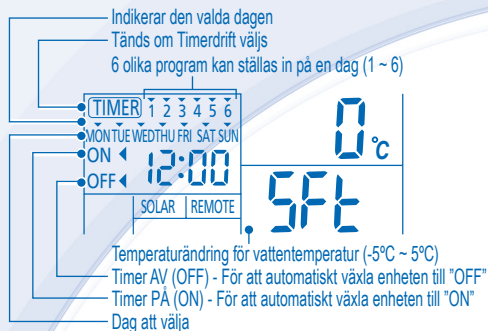 Indikerar den valda dagen
Tänds om Timerdrift väljs
6 olika program kan ställas in på en dag (1 ~ 6)
TIMER 1 2 3 4 5 6
MON TUE WED THU FRI SAT SUN
ON
12:00
OFF
0 °C
SOLAR REMOTE
SFt
Temperaturändring för vattentemperatur (-5ºC ~ 5ºC)
Timer AV (OFF) - För att automatiskt växla enheten till "OFF"
Timer PÅ (ON) - För att automatiskt växla enheten till "ON"
Dag att välja